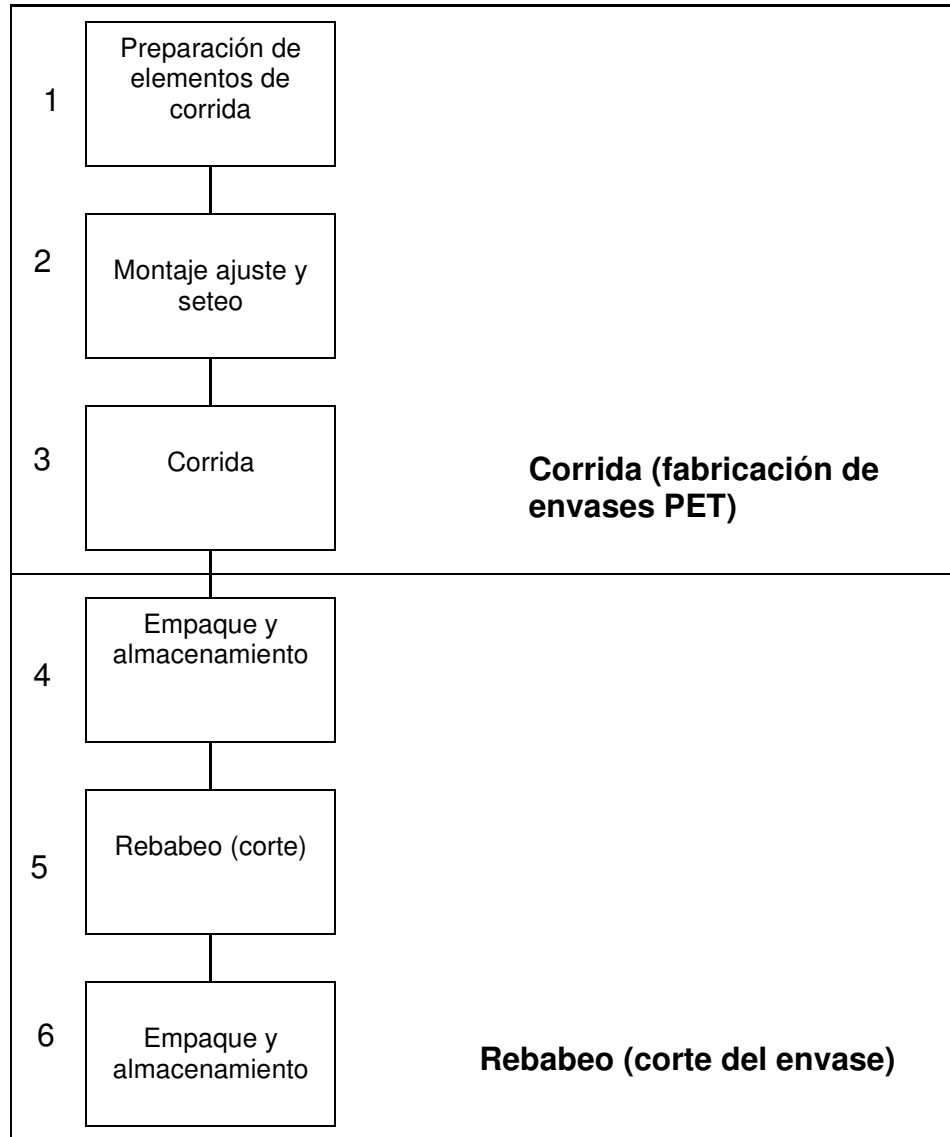 1
Preparación de
elementos de
corrida
2
Montaje ajuste y
seteo
3
Corrida
Corrida (fabricación de
envases PET)
4
Empaque y
almacenamiento
5
Rebabeo (corte)
6
Empaque y
almacenamiento
Rebabeo (corte del envase)